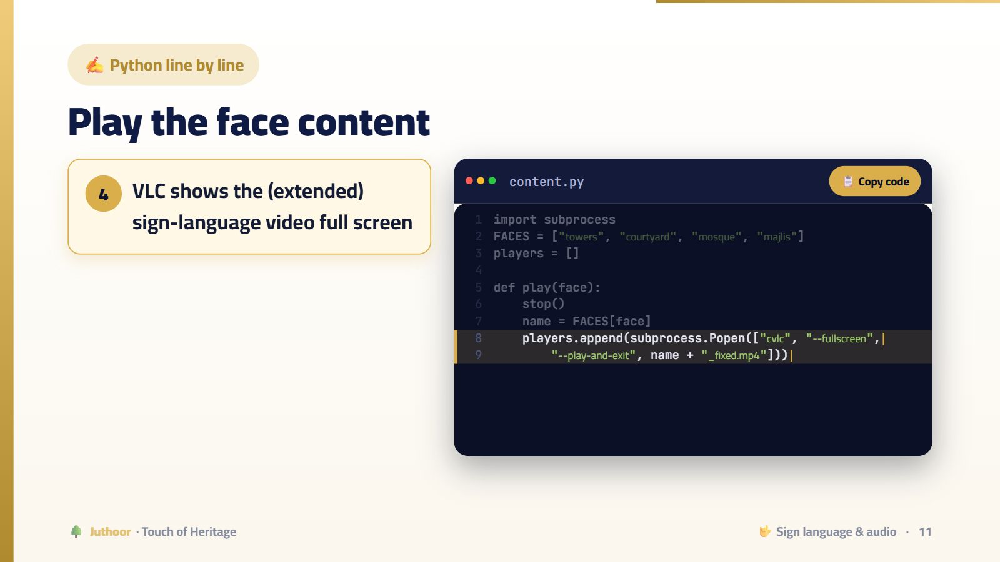 ✍️ Python line by line
Play the face content
4
VLC shows the (extended)
sign-language video full screen
content.py
📋 Copy code
1 import subprocess
2 FACES = ["towers", "courtyard", "mosque", "majlis"]
3 players = []
4
5 def play(face):
6     stop()
7     name = FACES[face]
8     players.append(subprocess.Popen(["cvlc", "--fullscreen",
9         "--play-and-exit", name + "_fixed.mp4"]))
🌳 Juthoor · Touch of Heritage
🤟 Sign language & audio · 11